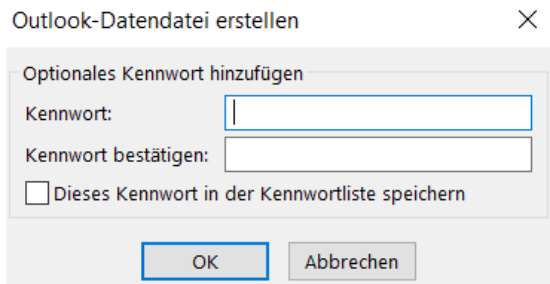 Outlook-Datendatei erstellen
Optionales Kennwort hinzufügen
Kennwort:
Kennwort bestätigen:
Dieses Kennwort in der Kennwortliste speichern
OK Abbrechen